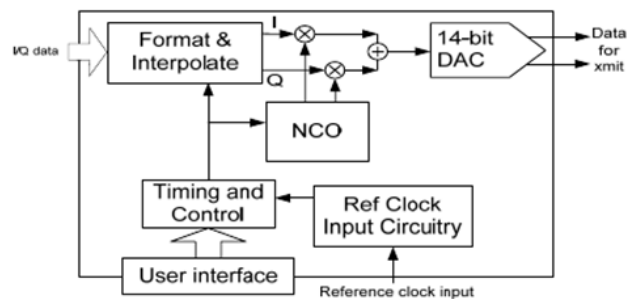 I/Q data
Format &
Interpolate
I
Q
NCO
14-bit
DAC
Data
for
xmit
Timing and
Control
Ref Clock
Input Circuitry
User interface
Reference clock input